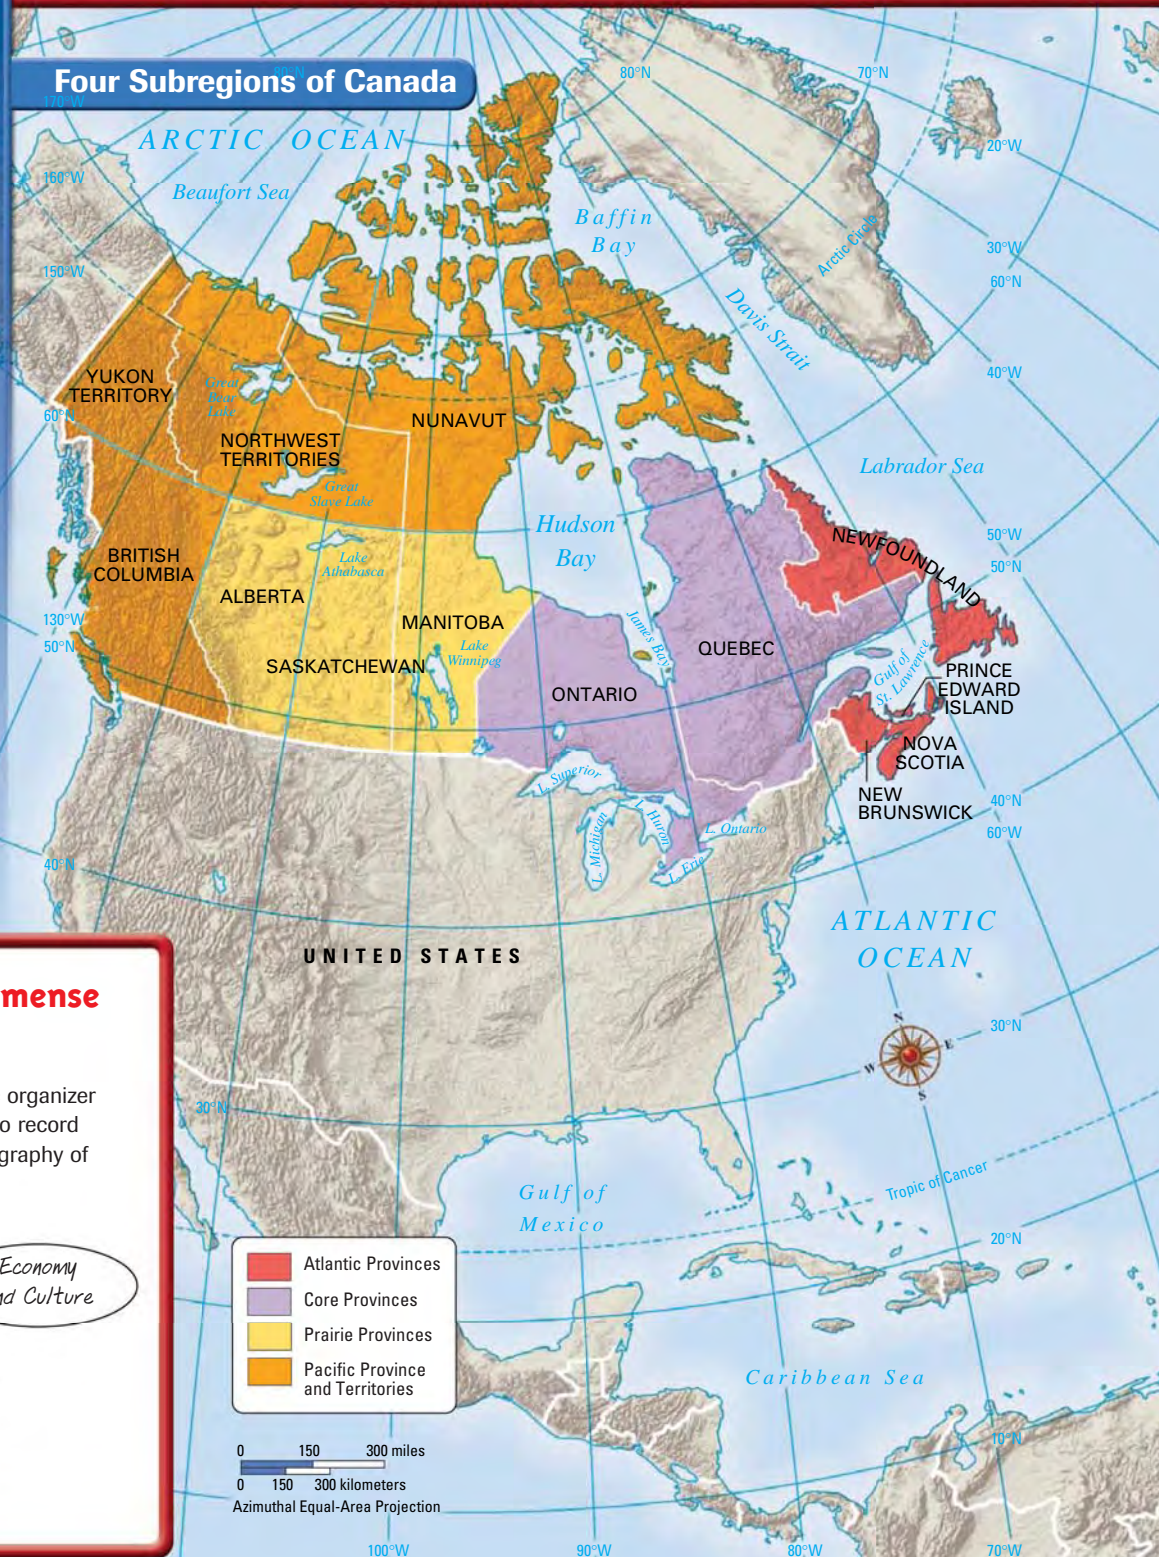 Four Subregions of Canada
80°N
70°N
90°N
170°W
ARCTIC OCEAN
20°W
160°W
Beaufort Sea
Baffin
Bay
Arctic Circle
30°W
150°W
60°N
Davis Strait
40°W
YUKON
TERRITORY
Great
Bear
Lake
60°N
NUNAVUT
NORTHWEST
TERRITORIES
Labrador Sea
Great
Slave Lake
Hudson
Bay
50°W
NEWFOUNDLAND
BRITISH
COLUMBIA
Lake
Athabasca
50°N
ALBERTA
130°W
MANITOBA
James Bay
50°N
Lake
Winnipeg
QUEBEC
SASKATCHEWAN
Gulf of
St. Lawrence
PRINCE
EDWARD
ISLAND
ONTARIO
NOVA
SCOTIA
L. Superior
NEW
BRUNSWICK
40°N
L. Michigan
L. Huron
L. Ontario
60°W
40°N
L. Erie
ATLANTIC
OCEAN
UNITED STATES
mense
N
E
W
S
30°N
organizer
o record
graphy of
30°N
Tropic of Cancer
Gulf of
Mexico
20°N
Economy
nd Culture
Atlantic Provinces
Core Provinces
Prairie Provinces
Pacific Province
and Territories
Caribbean Sea
10°N
0 150 300 miles
0 150 300 kilometers
Azimuthal Equal-Area Projection
100°W
90°W
80°W
70°W